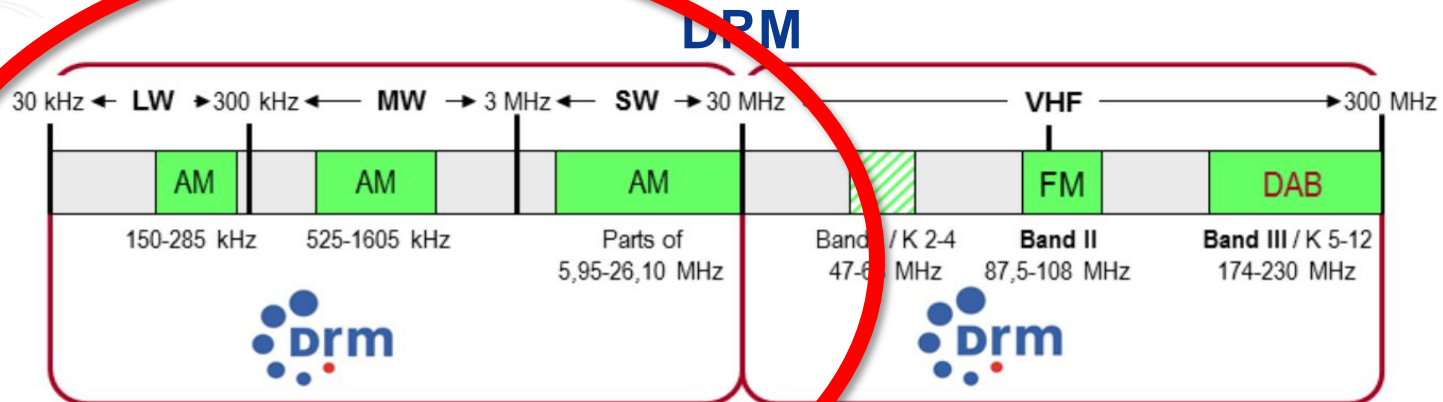 DRM
30 kHz ← LW → 300 kHz ← MW → 3 MHz ← SW → 30 MHz VHF → 300 MHz
AM AM AM FM DAB
150-285 kHz 525-1605 kHz Parts of Band / K 2-4 Band II Band III / K 5-12
5,95-26,10 MHz MHz 87,5-108 MHz 174-230 MHz
Drm Drm